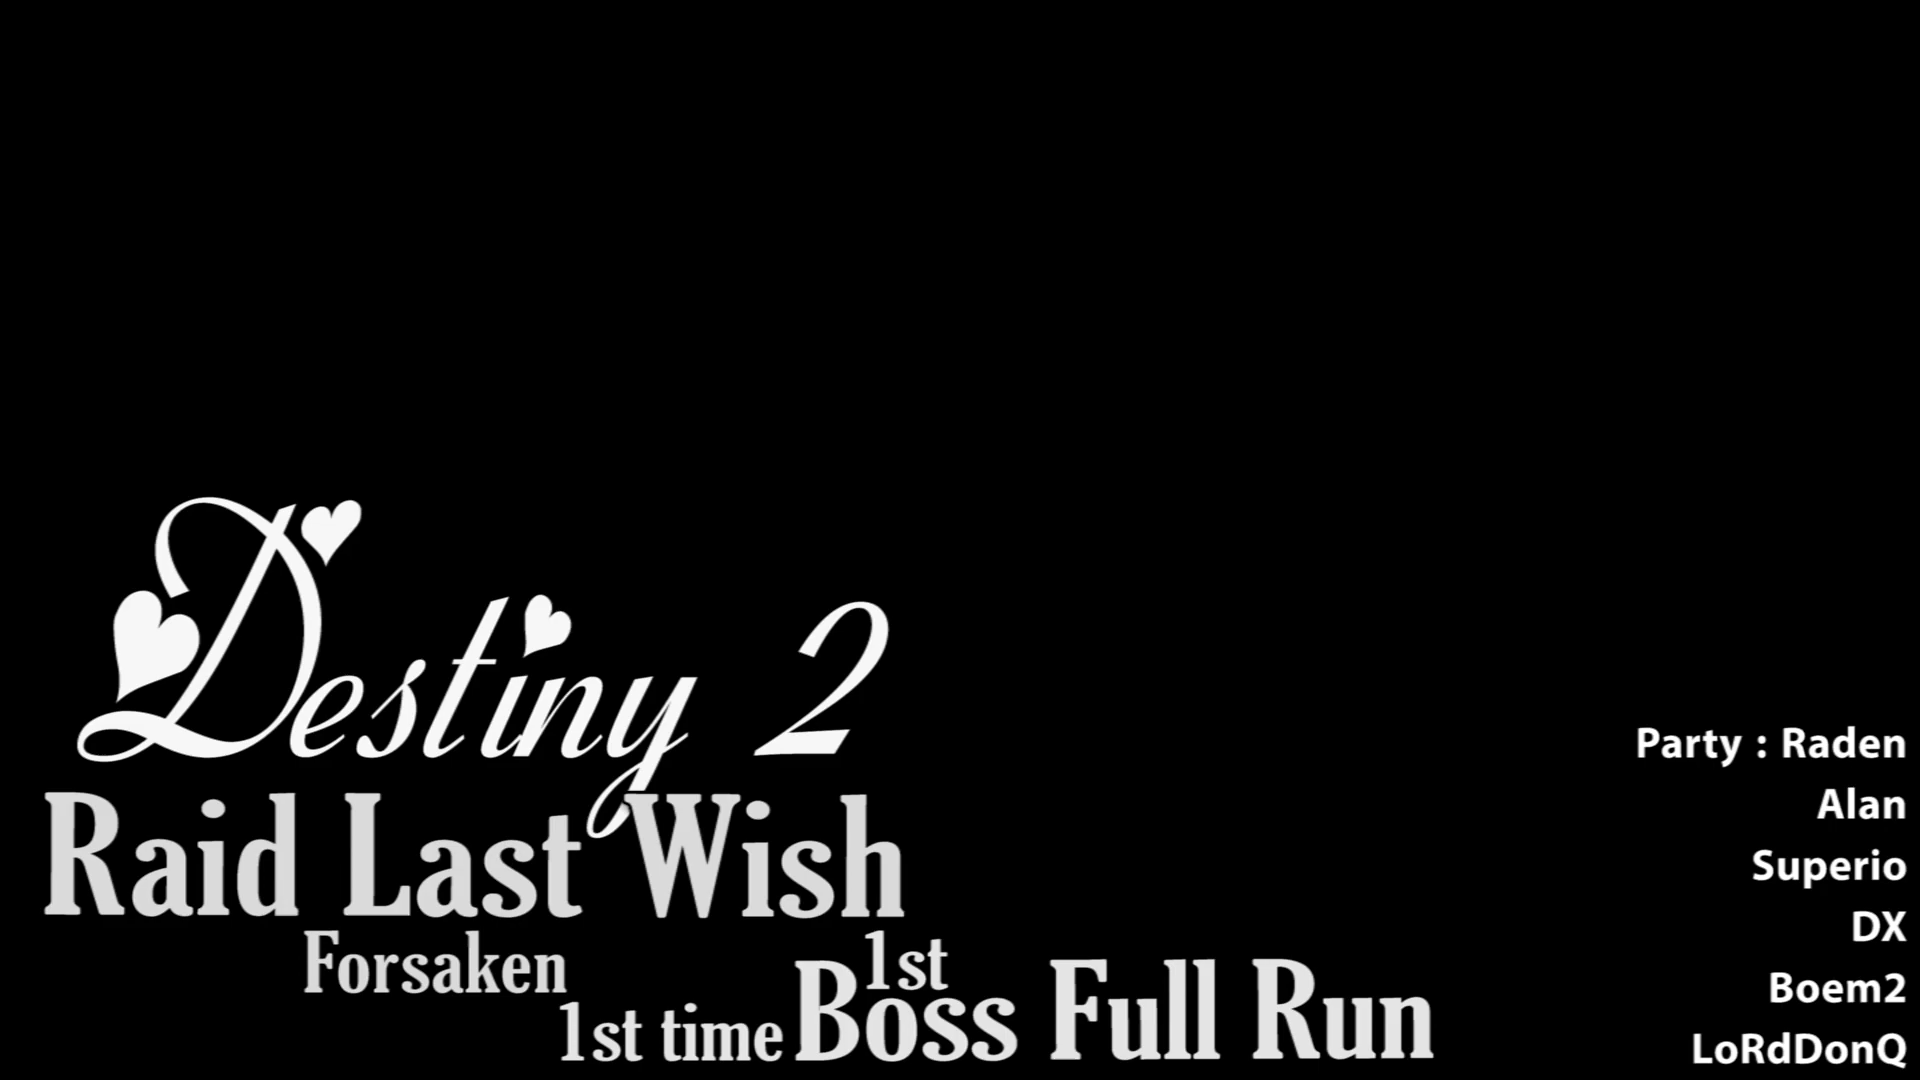 Destiny 2
Raid Last Wish
Forsaken
1st
1st time Boss Full Run
Party : Raden
Alan
Superio
DX
Boem2
LoRdDonQ